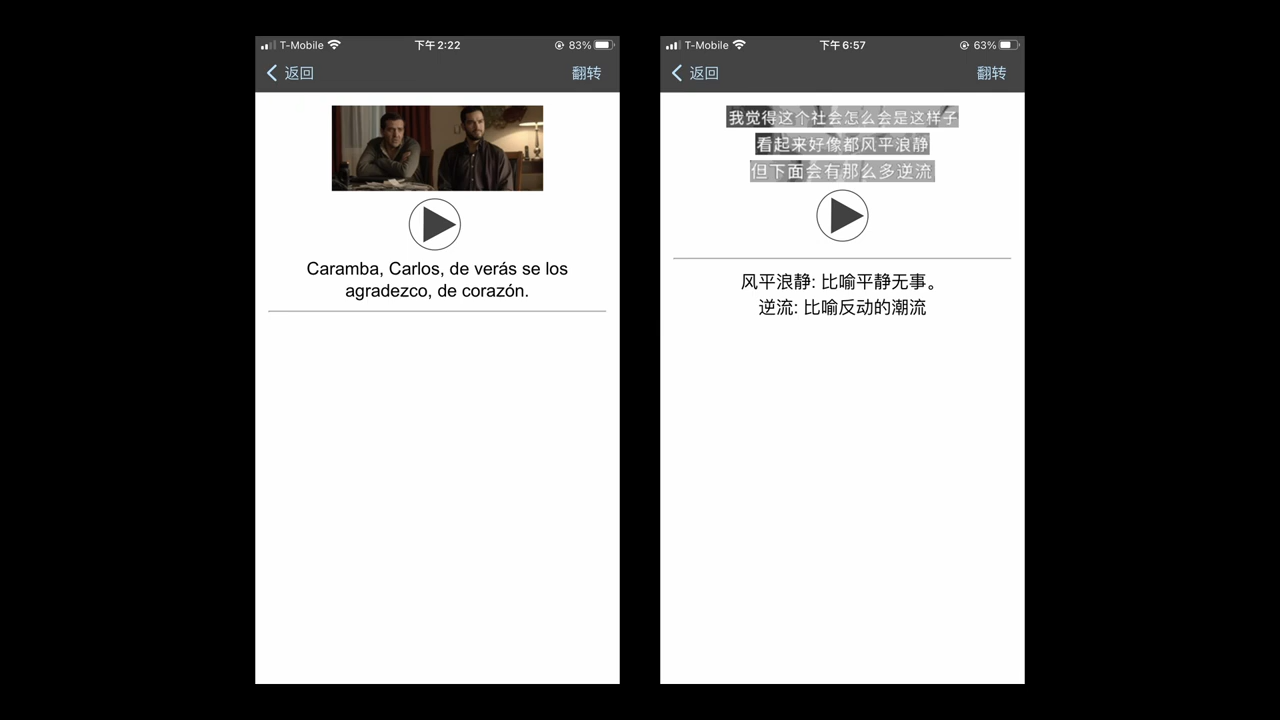 T-Mobile 下午2:22 83%
返回 翻转
Caramba, Carlos, de verás se los
agradezco, de corazón.
T-Mobile 下午6:57 63%
返回 翻转
我觉得这个社会怎么会是这样子
看起来好像都风平浪静
但下面会有那么多逆流
风平浪静: 比喻平静无事。
逆流: 比喻反动的潮流